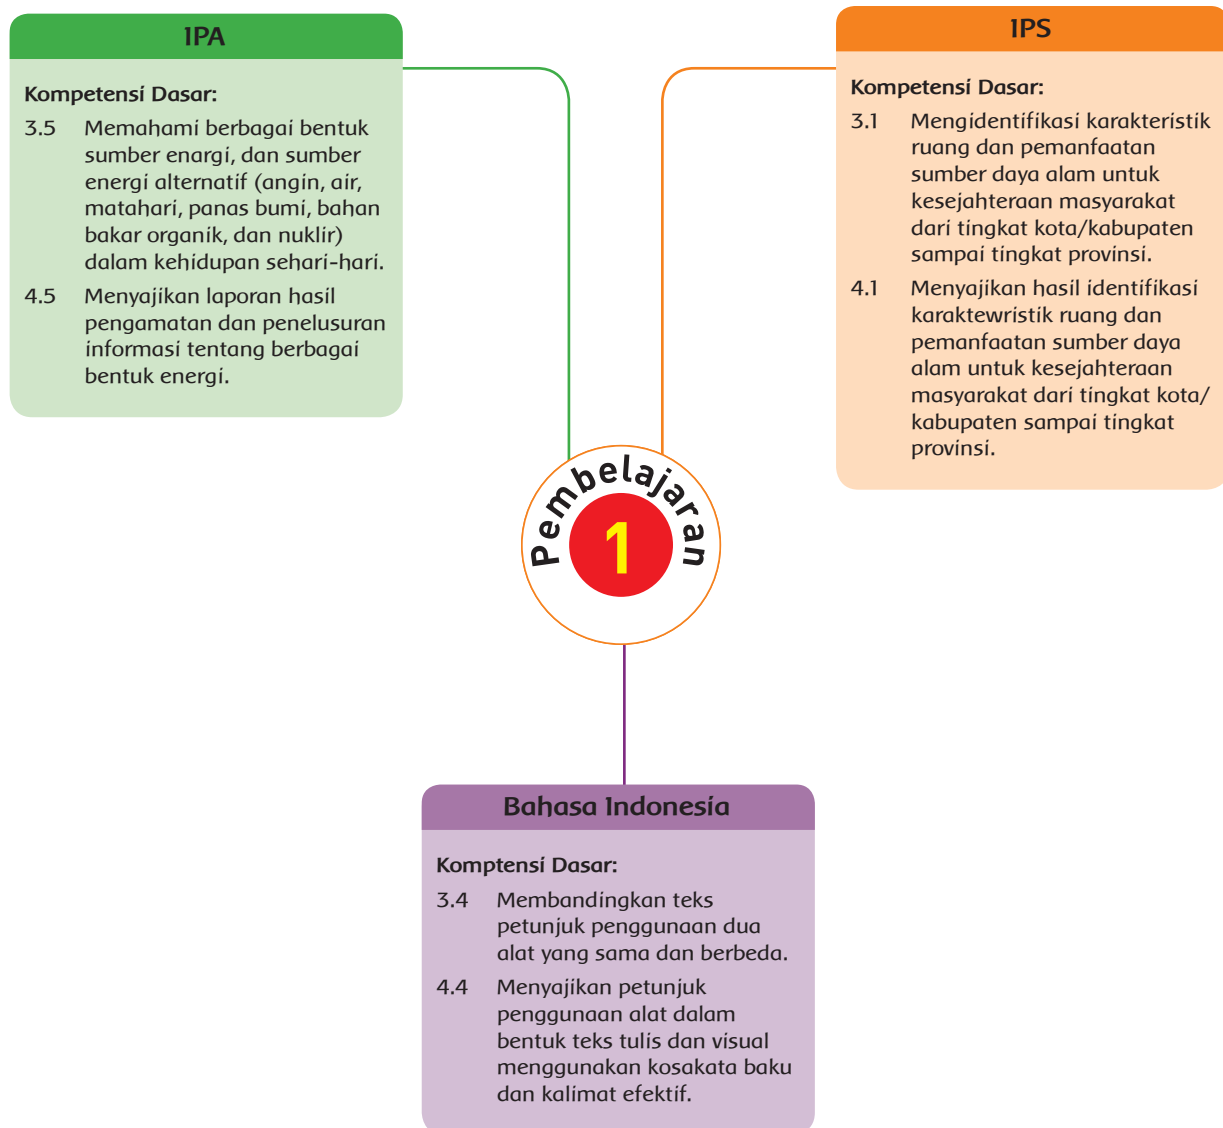 IPA
Kompetensi Dasar:
3.5 Memahami berbagai bentuk
sumber enargi, dan sumber
energi alternatif (angin, air,
matahari, panas bumi, bahan
bakar organik, dan nuklir)
dalam kehidupan sehari-hari.
4.5 Menyajikan laporan hasil
pengamatan dan penelusuran
informasi tentang berbagai
bentuk energi.
IPS
Kompetensi Dasar:
3.1 Mengidentifikasi karakteristik
ruang dan pemanfaatan
sumber daya alam untuk
kesejahteraan masyarakat
dari tingkat kota/kabupaten
sampai tingkat provinsi.
4.1 Menyajikan hasil identifikasi
karaktewristik ruang dan
pemanfaatan sumber daya
alam untuk kesejahteraan
masyarakat dari tingkat kota/
kabupaten sampai tingkat
provinsi.
Pembelajaran
1
Bahasa Indonesia
Komptensi Dasar:
3.4 Membandingkan teks
petunjuk penggunaan dua
alat yang sama dan berbeda.
4.4 Menyajikan petunjuk
penggunaan alat dalam
bentuk teks tulis dan visual
menggunakan kosakata baku
dan kalimat efektif.